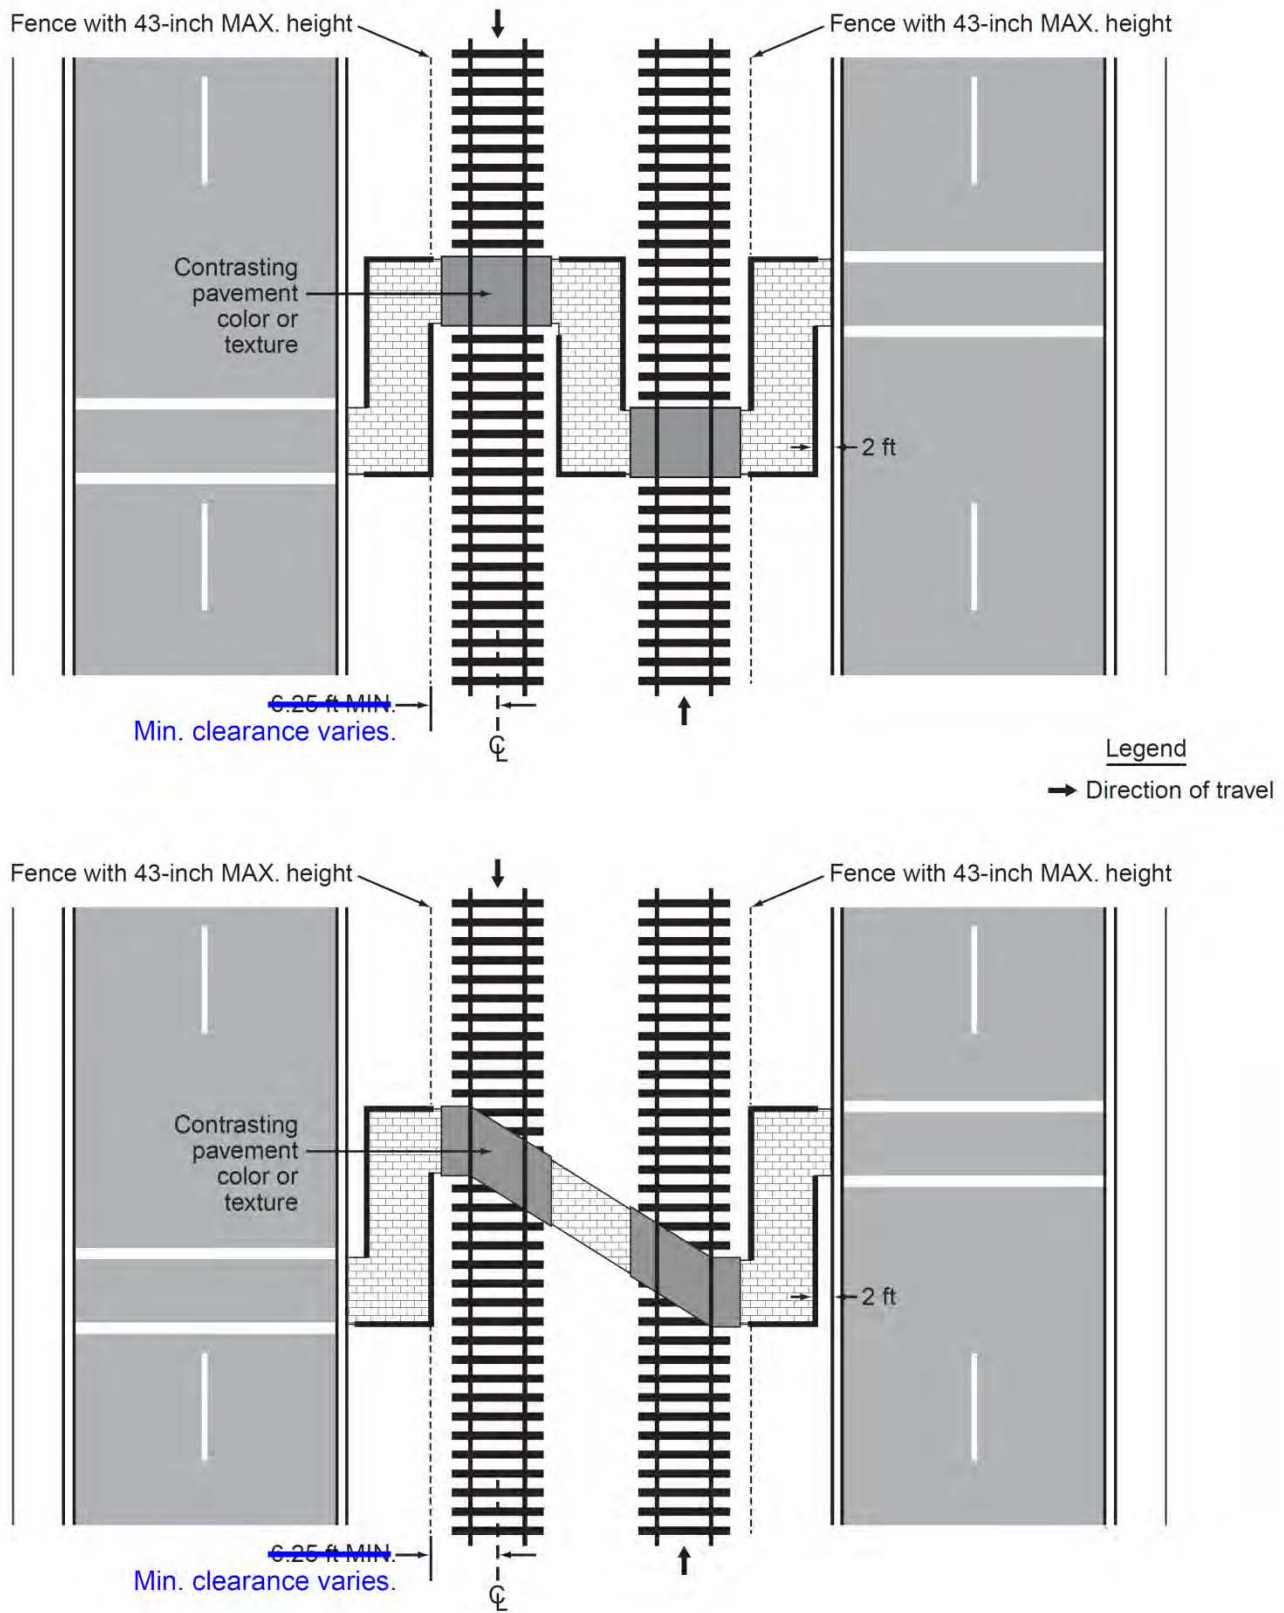 Fence with 43-inch MAX. height
Fence with 43-inch MAX. height
Contrasting
pavement
color or
texture
2 ft
6.25 ft MIN.
Min. clearance varies.
℄
Legend
Direction of travel
Fence with 43-inch MAX. height
Fence with 43-inch MAX. height
Contrasting
pavement
color or
texture
2 ft
6.25 ft MIN.
Min. clearance varies.
℄